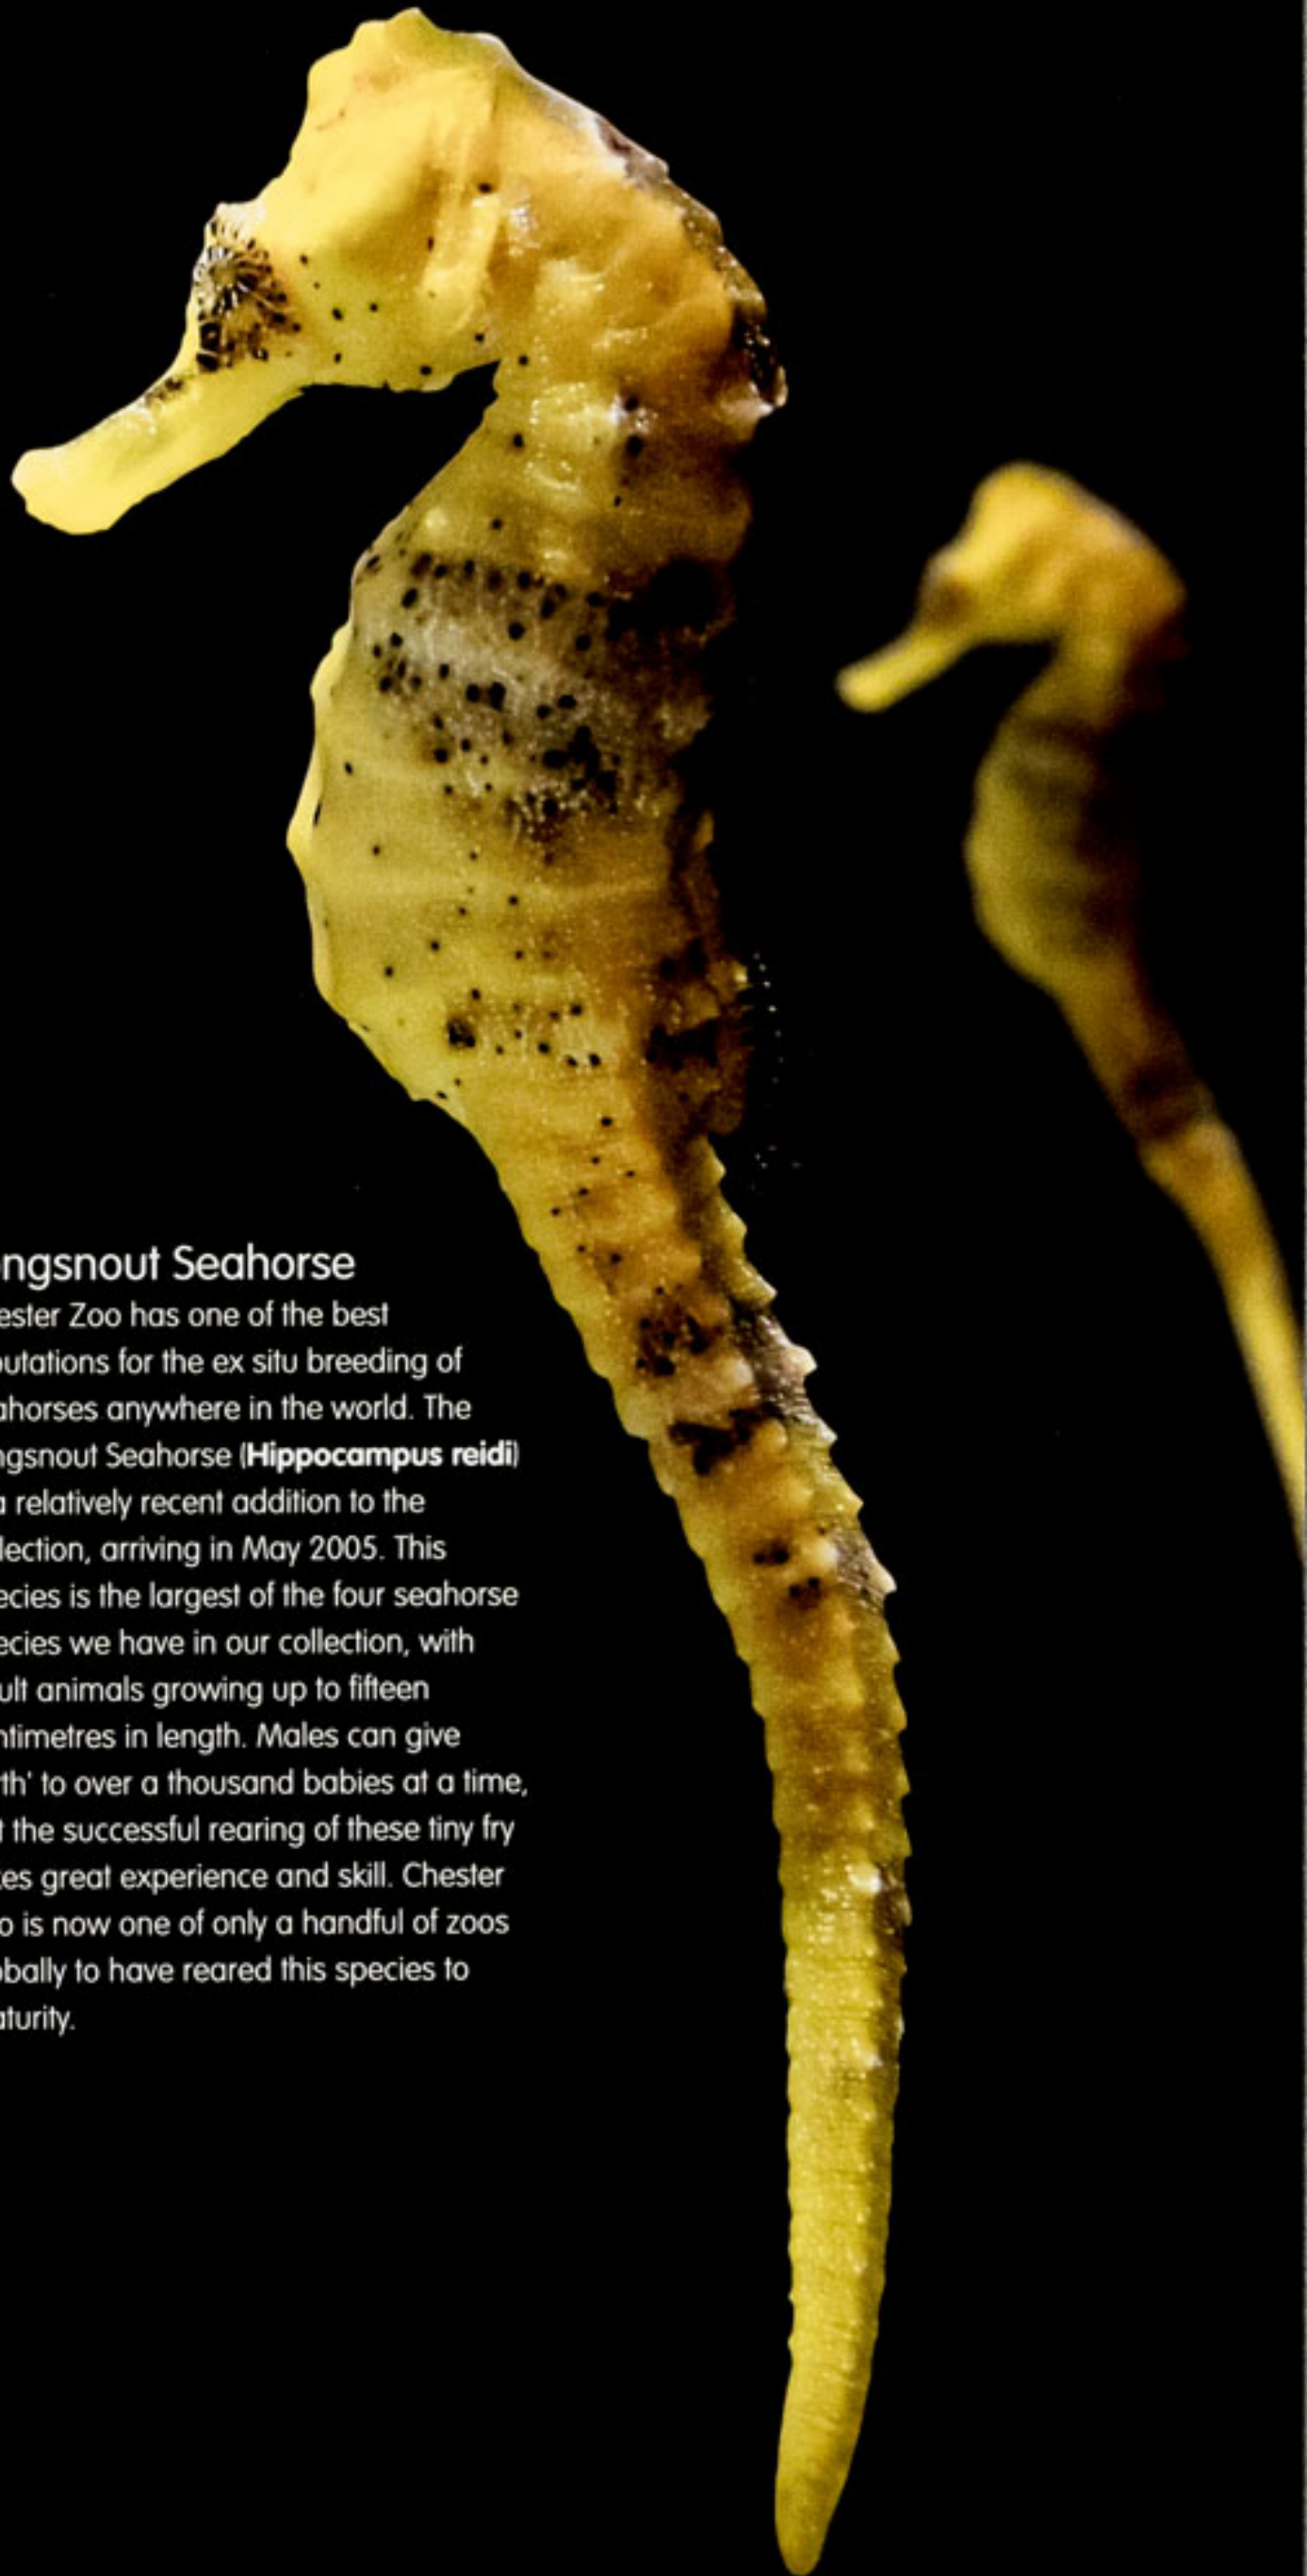 ngsnout Seahorse
ester Zoo has one of the best
utations for the ex situ breeding of
ahorses anywhere in the world. The
ngsnout Seahorse (Hippocampus reidi)
a relatively recent addition to the
lection, arriving in May 2005. This
ecies is the largest of the four seahorse
ecies we have in our collection, with
ult animals growing up to fifteen
ntimetres in length. Males can give
th' to over a thousand babies at a time,
t the successful rearing of these tiny fry
es great experience and skill. Chester
o is now one of only a handful of zoos
obally to have reared this species to
aturity.